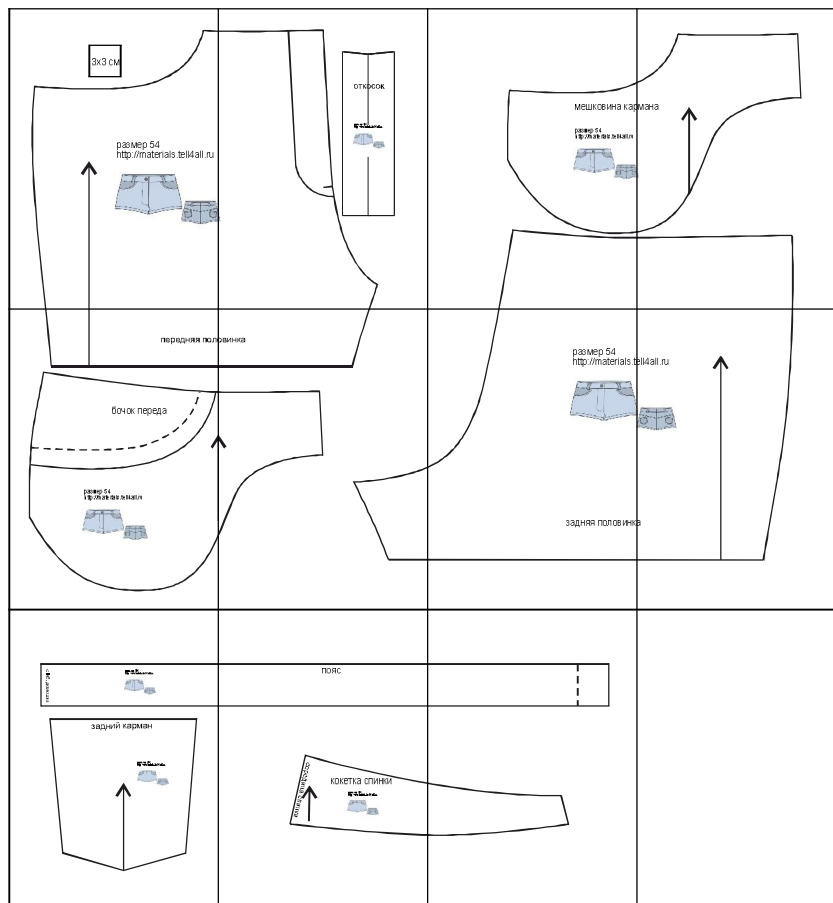 3х3 см
откосок
мешковина кармана
размер 54
http://materials.tell4all.ru
размер 54
http://materials.tell4all.ru
передняя половинка
размер 54
http://materials.tell4all.ru
бочок переда
размер 54
http://materials.tell4all.ru
задняя половинка
пояс
задний карман
кокетка спинки
середина спинки